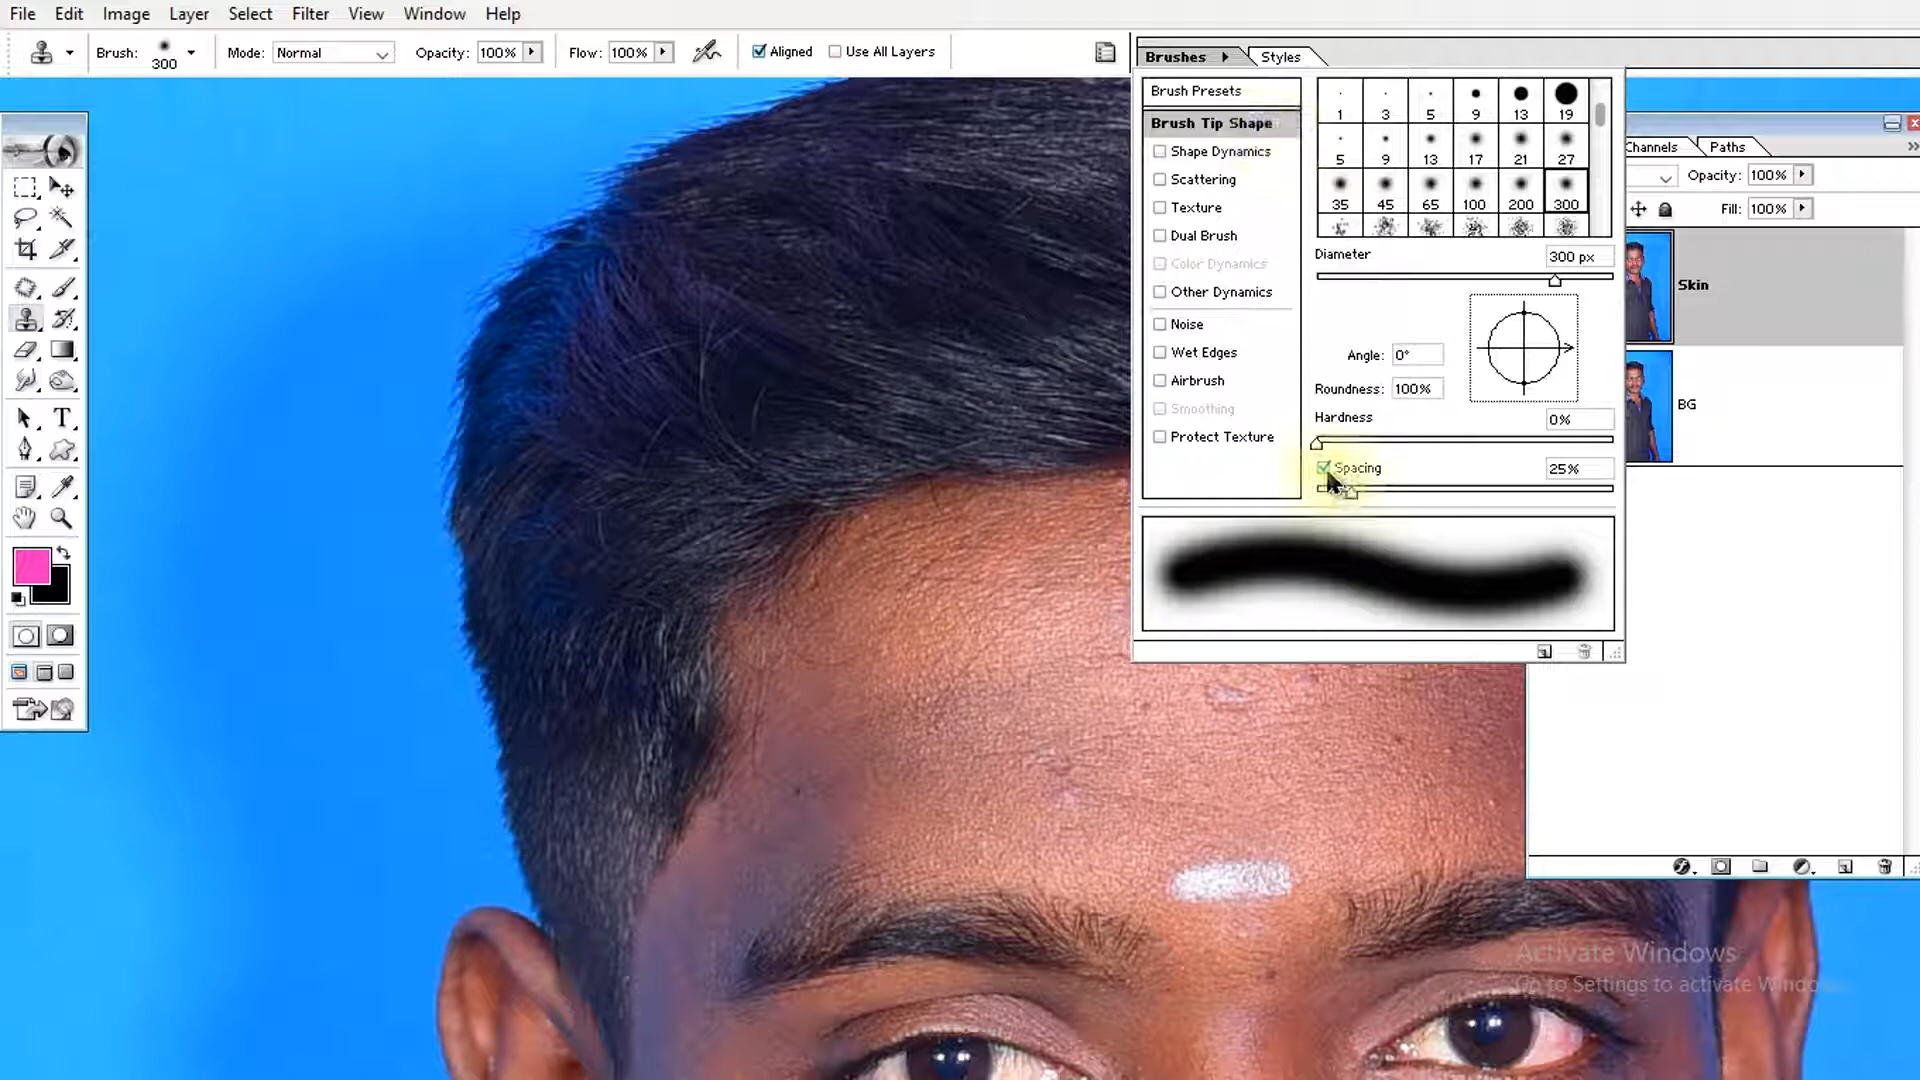 File Edit Image Layer Select Filter View Window Help
Brush: 300 Mode: Normal Opacity: 100% Flow: 100% Aligned Use All Layers
Brushes Styles
Brush Presets
Brush Tip Shape
Shape Dynamics
Scattering
Texture
Dual Brush
Color Dynamics
Other Dynamics
Noise
Wet Edges
Airbrush
Smoothing
Protect Texture
1 3 5 9 13 19
5 9 13 17 21 27
35 45 65 100 200 300
Diameter 300 px
Angle: 0°
Roundness: 100%
Hardness 0%
Spacing 25%
Channels Paths
Opacity: 100%
Fill: 100%
Skin
BG
T
Activate Windows
Go to Settings to activate Windo